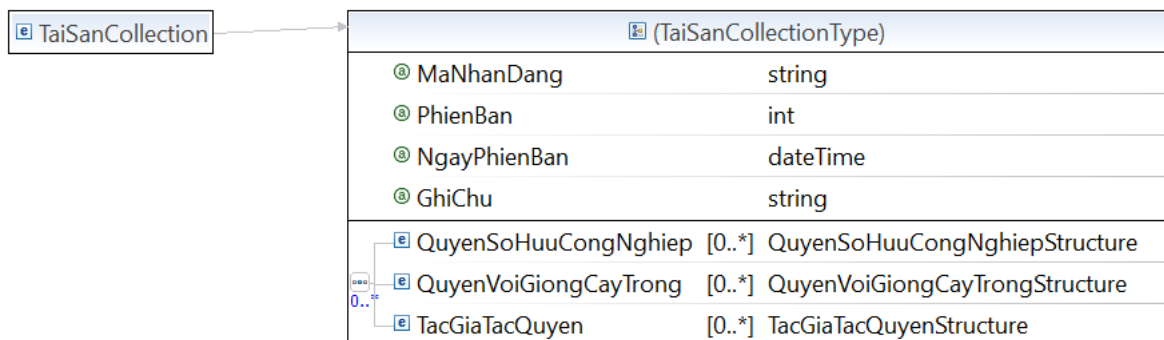 TaiSanCollection
(TaiSanCollectionType)
MaNhanDang string
PhienBan int
NgayPhienBan dateTime
GhiChu string
QuyenSoHuuCongNghiep [0..*] QuyenSoHuuCongNghiepStructure
QuyenVoiGiongCayTrong [0..*] QuyenVoiGiongCayTrongStructure
0..*
TacGiaTacQuyen [0..*] TacGiaTacQuyenStructure